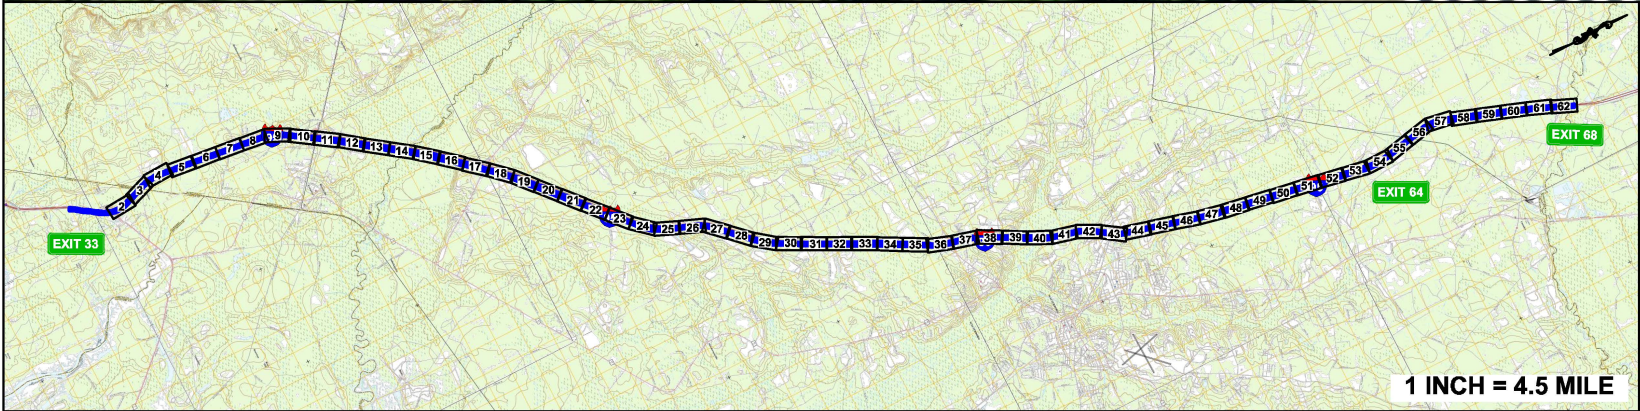 EXIT 33
2 3 4 5 6 7 8 9 10 11 12 13 14 15 16 17 18 19 20 21 22 23 24 25 26 27 28 29 30 31 32 33 34 35 36 37 38 39 40 41 42 43 44 45 46 47 48 49 50 51 52 53 54 55 56 57 58 59 60 61 62
EXIT 64
EXIT 68
1 INCH = 4.5 MILE